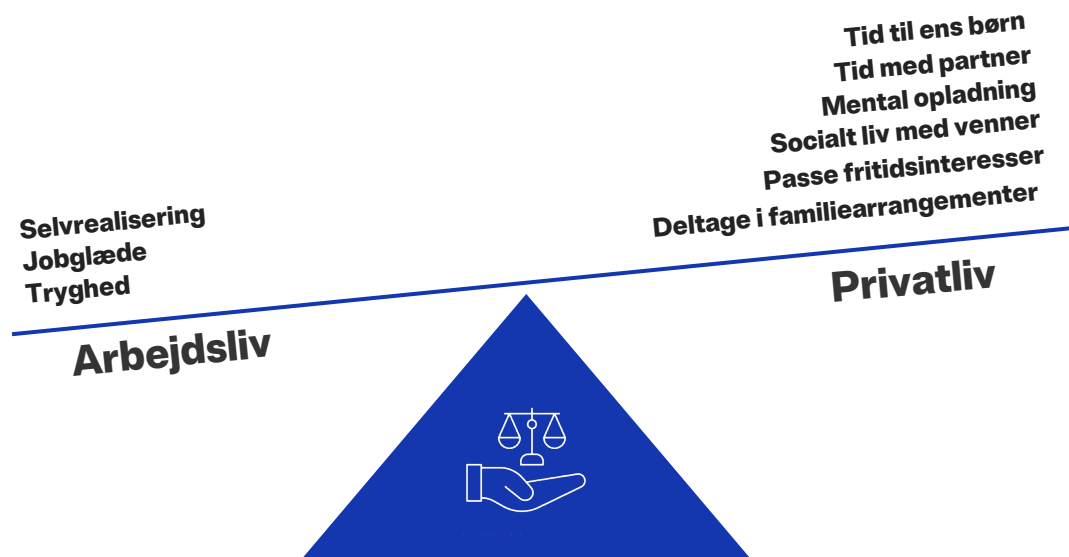 Selvrealisering
Jobglæde
Tryghed
Arbejdsliv
Tid til ens børn
Tid med partner
Mental opladning
Socialt liv med venner
Passe fritidsinteresser
Deltage i familiearrangementer
Privatliv